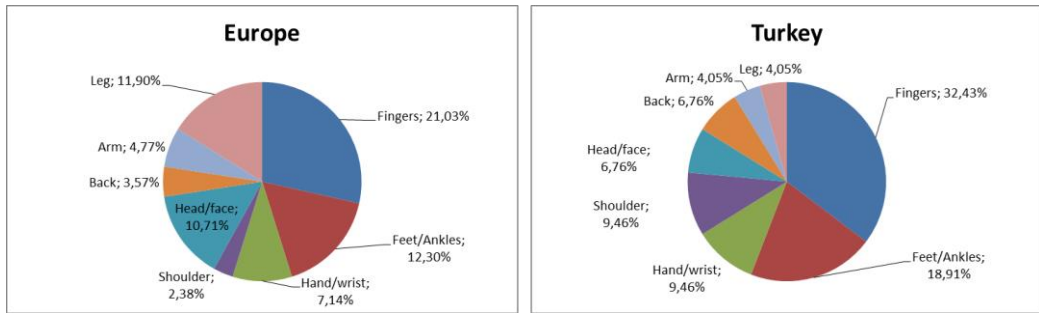 Europe
Leg; 11,90%
Fingers; 21,03%
Arm; 4,77%
Back; 3,57%
Head/face;
10,71%
Feet/Ankles;
12,30%
Shoulder;
2,38%
Hand/wrist;
7,14%
Turkey
Leg; 4,05%
Arm; 4,05%
Fingers; 32,43%
Back; 6,76%
Head/face;
6,76%
Shoulder;
9,46%
Feet/Ankles;
18,91%
Hand/wrist;
9,46%